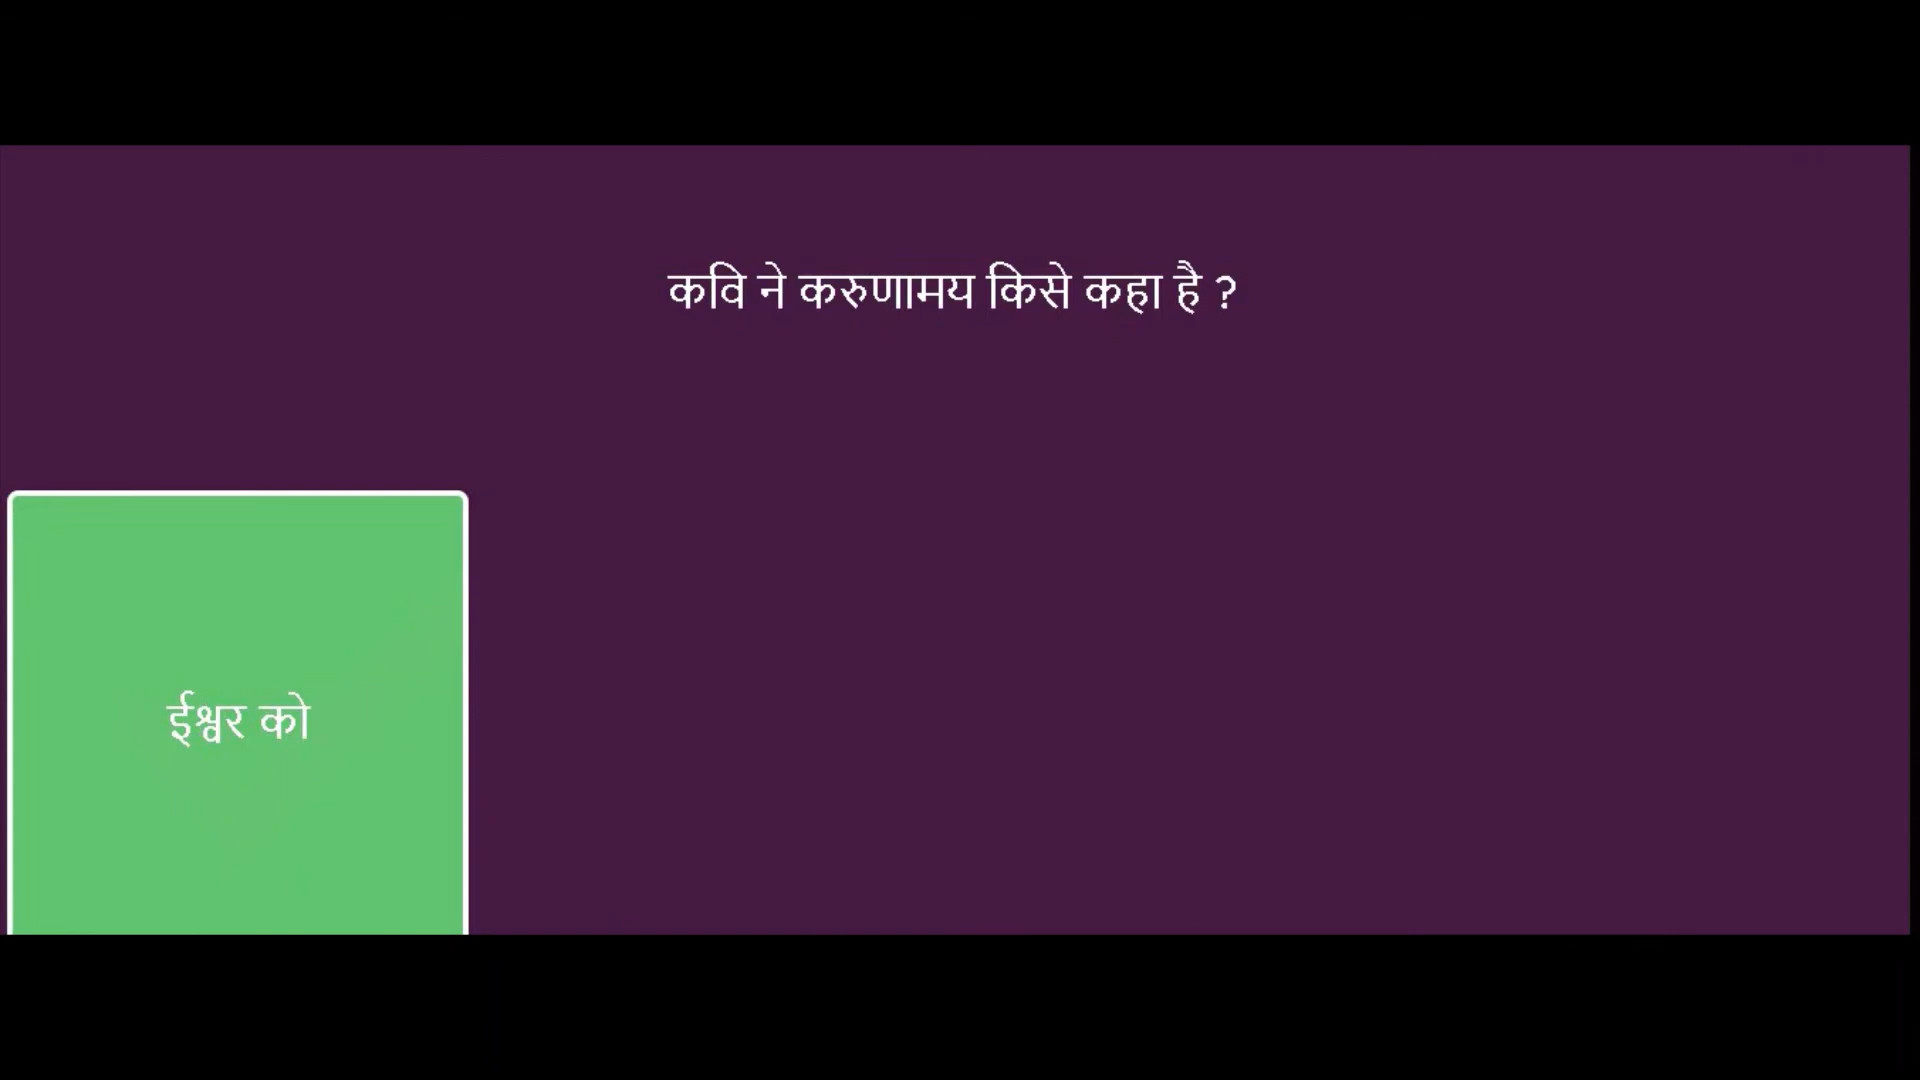 कवि ने करुणामय किसे कहा है ?
ईश्वर को